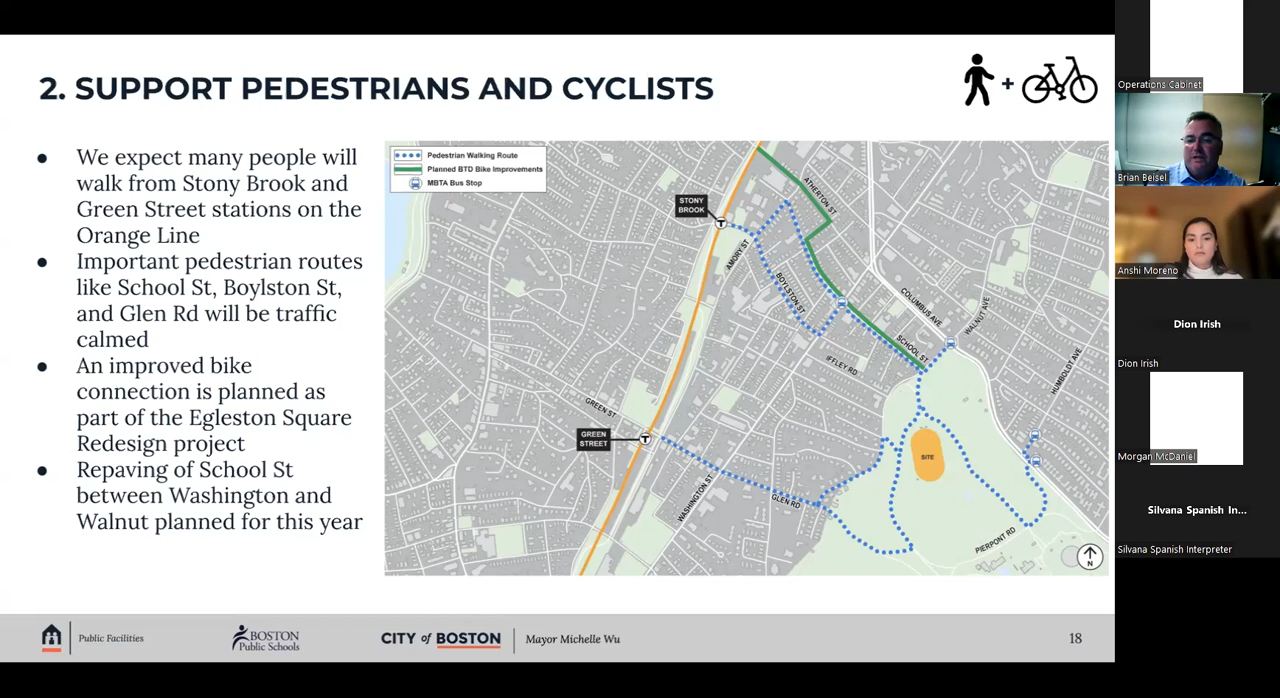 2. SUPPORT PEDESTRIANS AND CYCLISTS
+
● We expect many people will
walk from Stony Brook and
Green Street stations on the
Orange Line
● Important pedestrian routes
like School St, Boylston St,
and Glen Rd will be traffic
calmed
● An improved bike
connection is planned as
part of the Egleston Square
Redesign project
● Repaving of School St
between Washington and
Walnut planned for this year
Pedestrian Walking Route
Planned BTD Bike Improvements
MBTA Bus Stop
STONY
BROOK
T
ATHERTON ST
AMORY ST
BOYLSTON ST
COLUMBUS AVE
WALNUT AVE
SCHOOL ST
IFFLEY RD
HUMBOLDT AVE
GREEN ST
GREEN
STREET
T
SITE
WASHINGTON ST
GLEN RD
PIERPONT RD
N
Public Facilities
BOSTON
Public Schools
CITY of BOSTON
Mayor Michelle Wu
18
Operations Cabinet
Brian Beisel
Anshi Moreno
Dion Irish
Dion Irish
Morgan McDaniel
Silvana Spanish In...
Silvana Spanish Interpreter